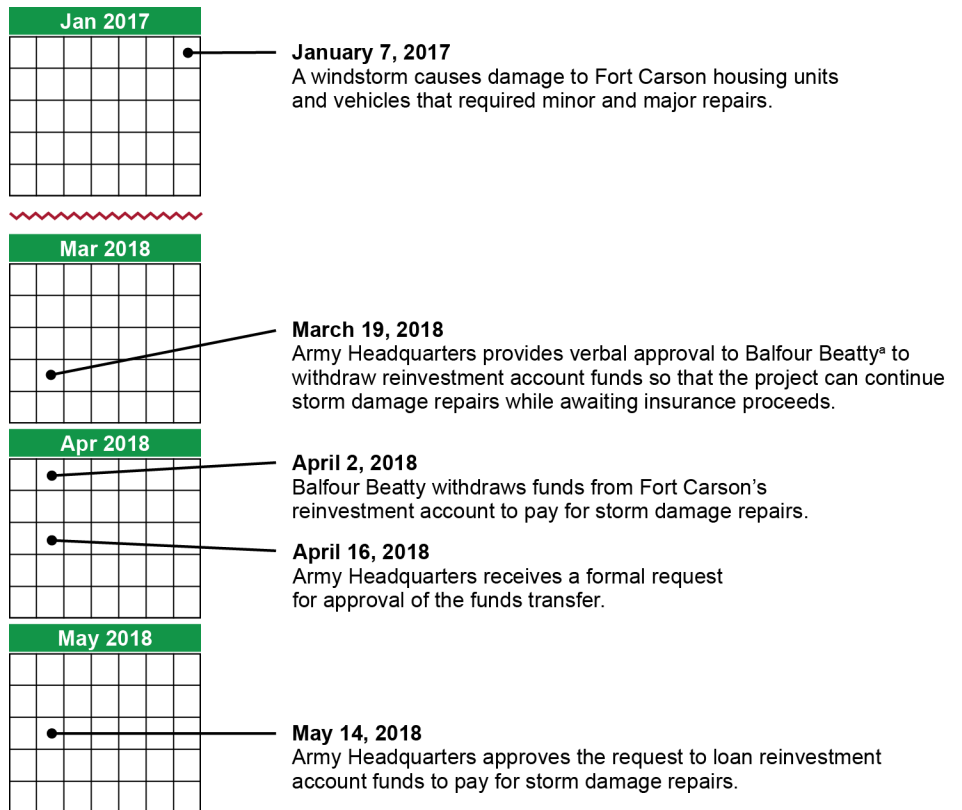 Jan 2017
January 7, 2017
A windstorm causes damage to Fort Carson housing units
and vehicles that required minor and major repairs.
Mar 2018
March 19, 2018
Army Headquarters provides verbal approval to Balfour Beattyª to
withdraw reinvestment account funds so that the project can continue
storm damage repairs while awaiting insurance proceeds.
Apr 2018
April 2, 2018
Balfour Beatty withdraws funds from Fort Carson’s
reinvestment account to pay for storm damage repairs.
April 16, 2018
Army Headquarters receives a formal request
for approval of the funds transfer.
May 2018
May 14, 2018
Army Headquarters approves the request to loan reinvestment
account funds to pay for storm damage repairs.